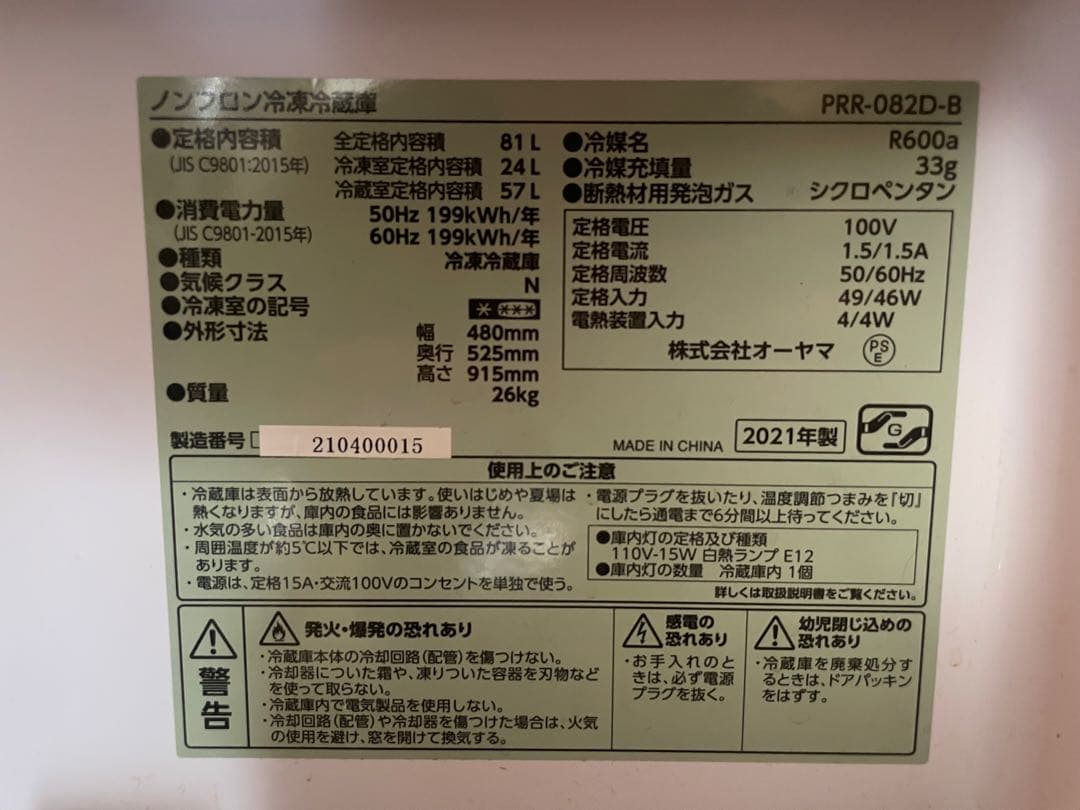 ノンフロン冷凍冷蔵庫 PRR-082D-B
●定格内容積 全定格内容積 81L
(JIS C9801:2015年) 冷凍室定格内容積 24L
冷蔵室定格内容積 57L
●消費電力量 50Hz 199kWh/年
(JIS C9801-2015年) 60Hz 199kWh/年
●種類 冷凍冷蔵庫
●気候クラス N
●冷凍室の記号 * ***
●外形寸法 幅 480mm
奥行 525mm
高さ 915mm
●質量 26kg
●冷媒名 R600a
●冷媒充填量 33g
●断熱材用発泡ガス シクロペンタン
定格電圧 100V
定格電流 1.5/1.5A
定格周波数 50/60Hz
定格入力 49/46W
電熱装置入力 4/4W
株式会社オーヤマ PSE
製造番号 210400015
MADE IN CHINA 2021年製 G
使用上のご注意
・冷蔵庫は表面から放熱しています。使いはじめや夏場は
熱くなりますが、庫内の食品には影響ありません。
・水気の多い食品は庫内の奥に置かないでください。
・周囲温度が約5℃以下では、冷蔵室の食品が凍ることが
あります。
・電源は、定格15A・交流100Vのコンセントを単独で使う。
・電源プラグを抜いたり、温度調節つまみを「切」
にしたら通電まで6分間以上待ってください。
●庫内灯の定格及び種類
110V-15W 白熱ランプ E12
●庫内灯の数量 冷蔵庫内 1個
詳しくは取扱説明書をご覧ください。
警告
発火・爆発の恐れあり
・冷蔵庫本体の冷却回路(配管)を傷つけない。
・冷却器についた霜や、凍りついた容器を刃物など
を使って取らない。
・冷蔵庫内で電気製品を使用しない。
・冷却回路(配管)や冷却器を傷つけた場合は、火気
の使用を避け、窓を開けて換気する。
感電の
恐れあり
・お手入れのと
きは、必ず電源
プラグを抜く。
幼児閉じ込めの
恐れあり
・冷蔵庫を廃棄処分す
るときは、ドアパッキン
をはずす。